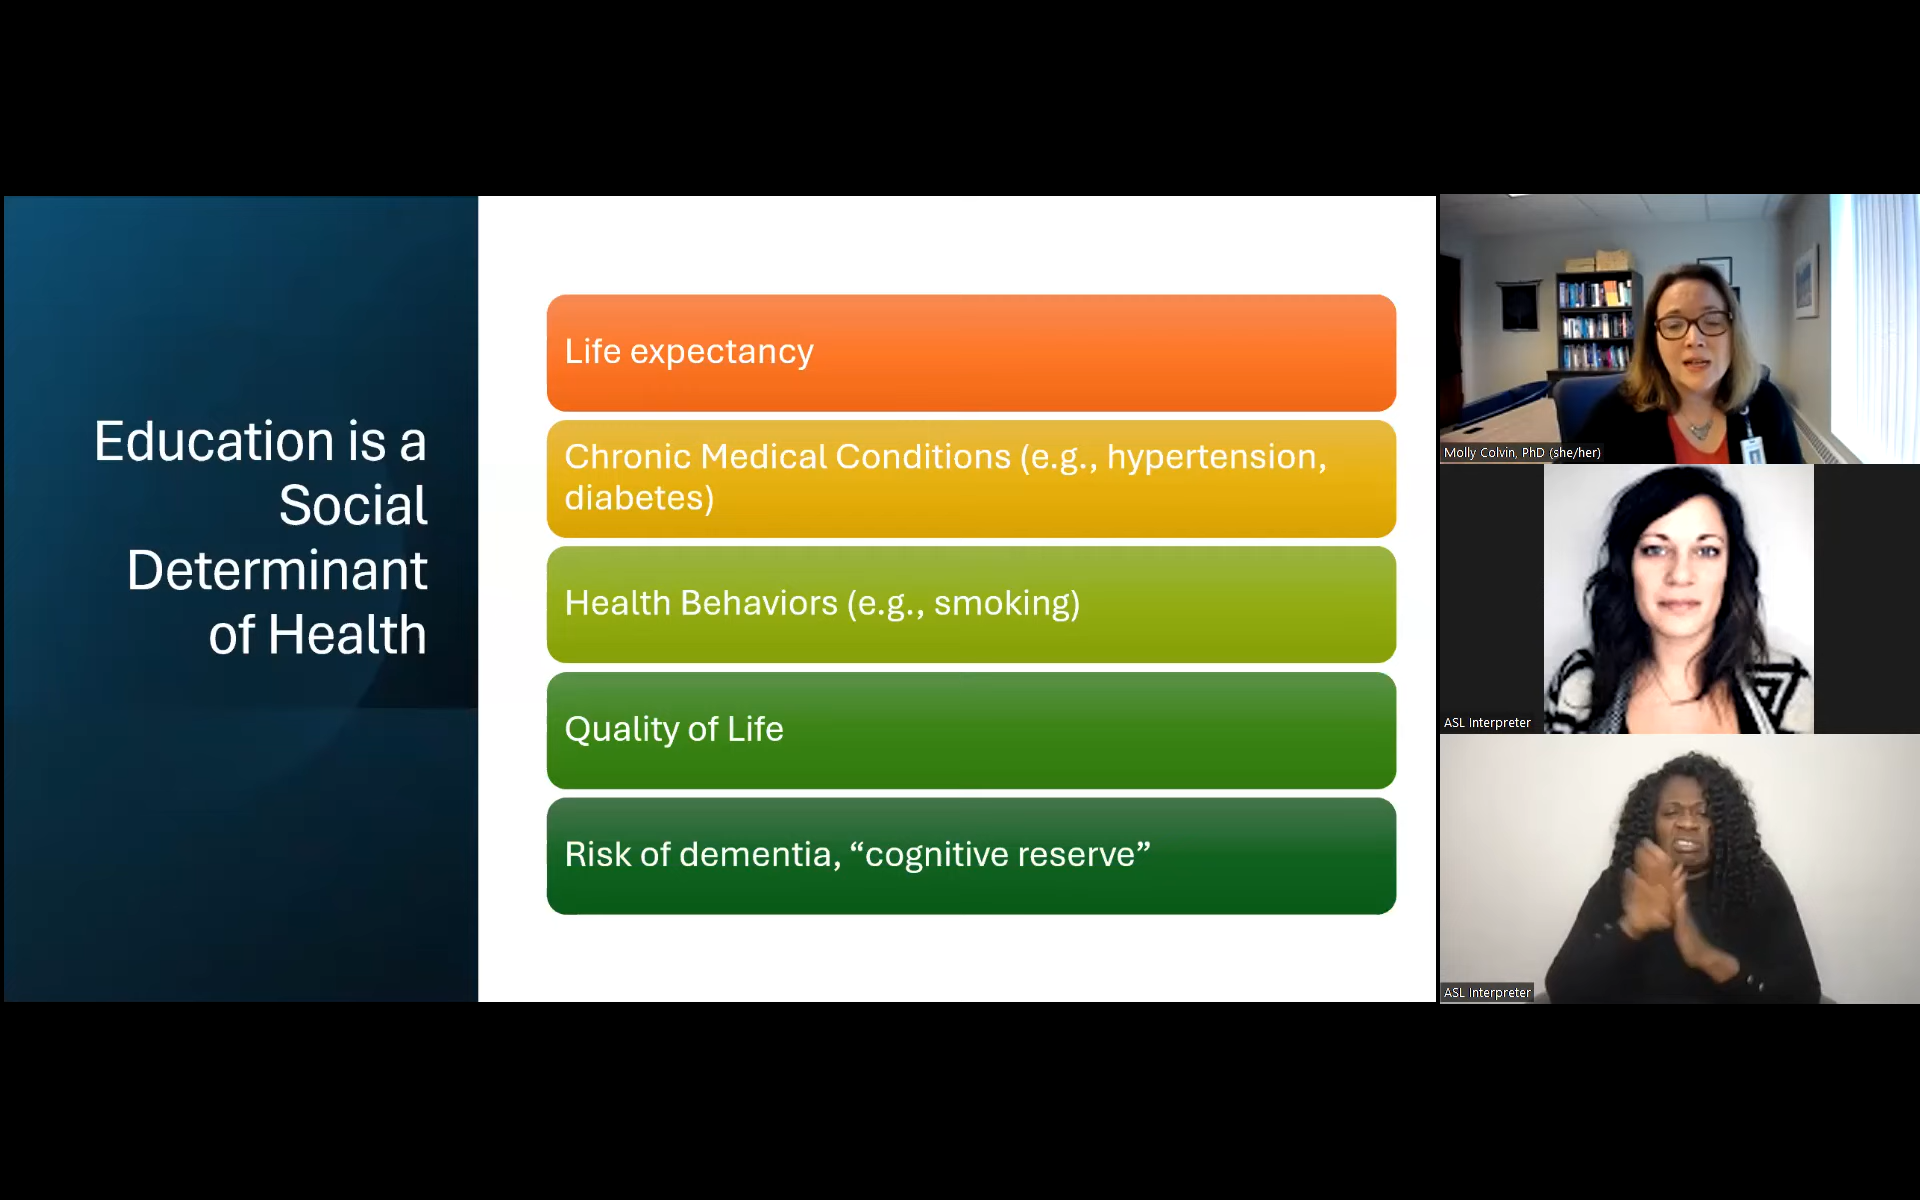 Education is a
Social
Determinant
of Health
Life expectancy
Chronic Medical Conditions (e.g., hypertension,
diabetes)
Health Behaviors (e.g., smoking)
Quality of Life
Risk of dementia, “cognitive reserve”
Molly Colvin, PhD (she/her)
ASL Interpreter
ASL Interpreter